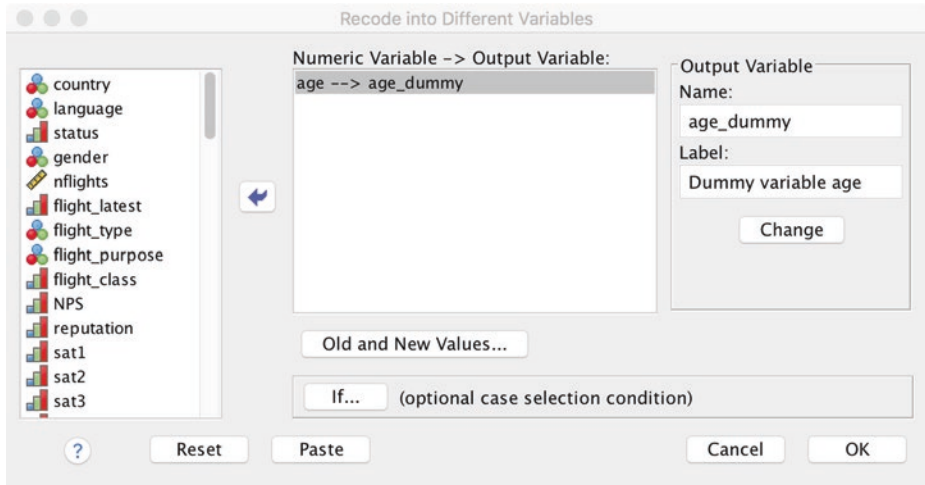 Recode into Different Variables
country
language
status
gender
nflights
flight_latest
flight_type
flight_purpose
flight_class
NPS
reputation
sat1
sat2
sat3
Numeric Variable -> Output Variable:
age --> age_dummy
Output Variable
Name:
age_dummy
Label:
Dummy variable age
Change
Old and New Values...
If... (optional case selection condition)
? Reset Paste Cancel OK